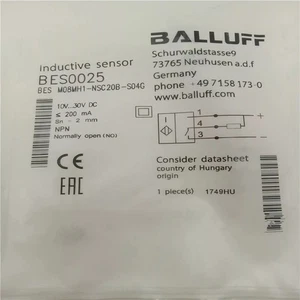 Inductive sensor
BES0025
BES M08MH1-NSC20B-S04G
10V...30V DC
≤ 200 mA
Sn - 2 mm
NPN
Normally open (NO)
CE
EAC
BALLUFF
Schurwaldstasse9
73765 Neuhusen a.d.f
Germany
phone +49 7158 173-0
www.balluff.com
1
4
3
+
-
Consider datasheet
country of Hungary
origin
1 piece(s) 1749HU